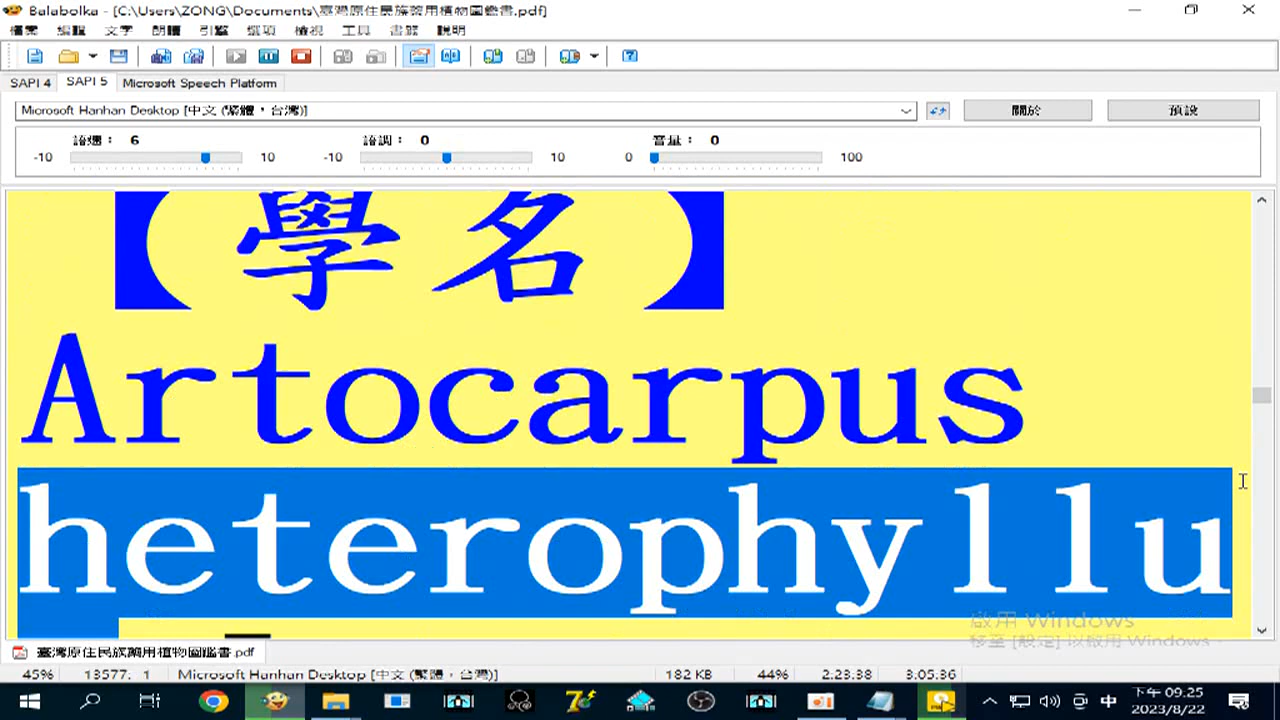 Balabolka - [C:\Users\ZONG\Documents\臺灣原住民族藥用植物圖鑑書.pdf]
檔案 編輯 文字 朗讀 引擎 選項 檢視 工具 書籤 說明
SAPI 4 SAPI 5 Microsoft Speech Platform
Microsoft Hanhan Desktop [中文 (繁體，台灣)] 關於 預設
語速： 6 語調： 0 音量： 0
-10 10 -10 10 0 100
【學名】
Artocarpus
heterophyllu
啟用 Windows
移至 [設定] 以啟用 Windows。
臺灣原住民族藥用植物圖鑑書.pdf
45% 13577: 1 Microsoft Hanhan Desktop [中文 (繁體，台灣)] 182 KB 44% 2:23:38 3:05:36
中 下午 09:25
2023/8/22